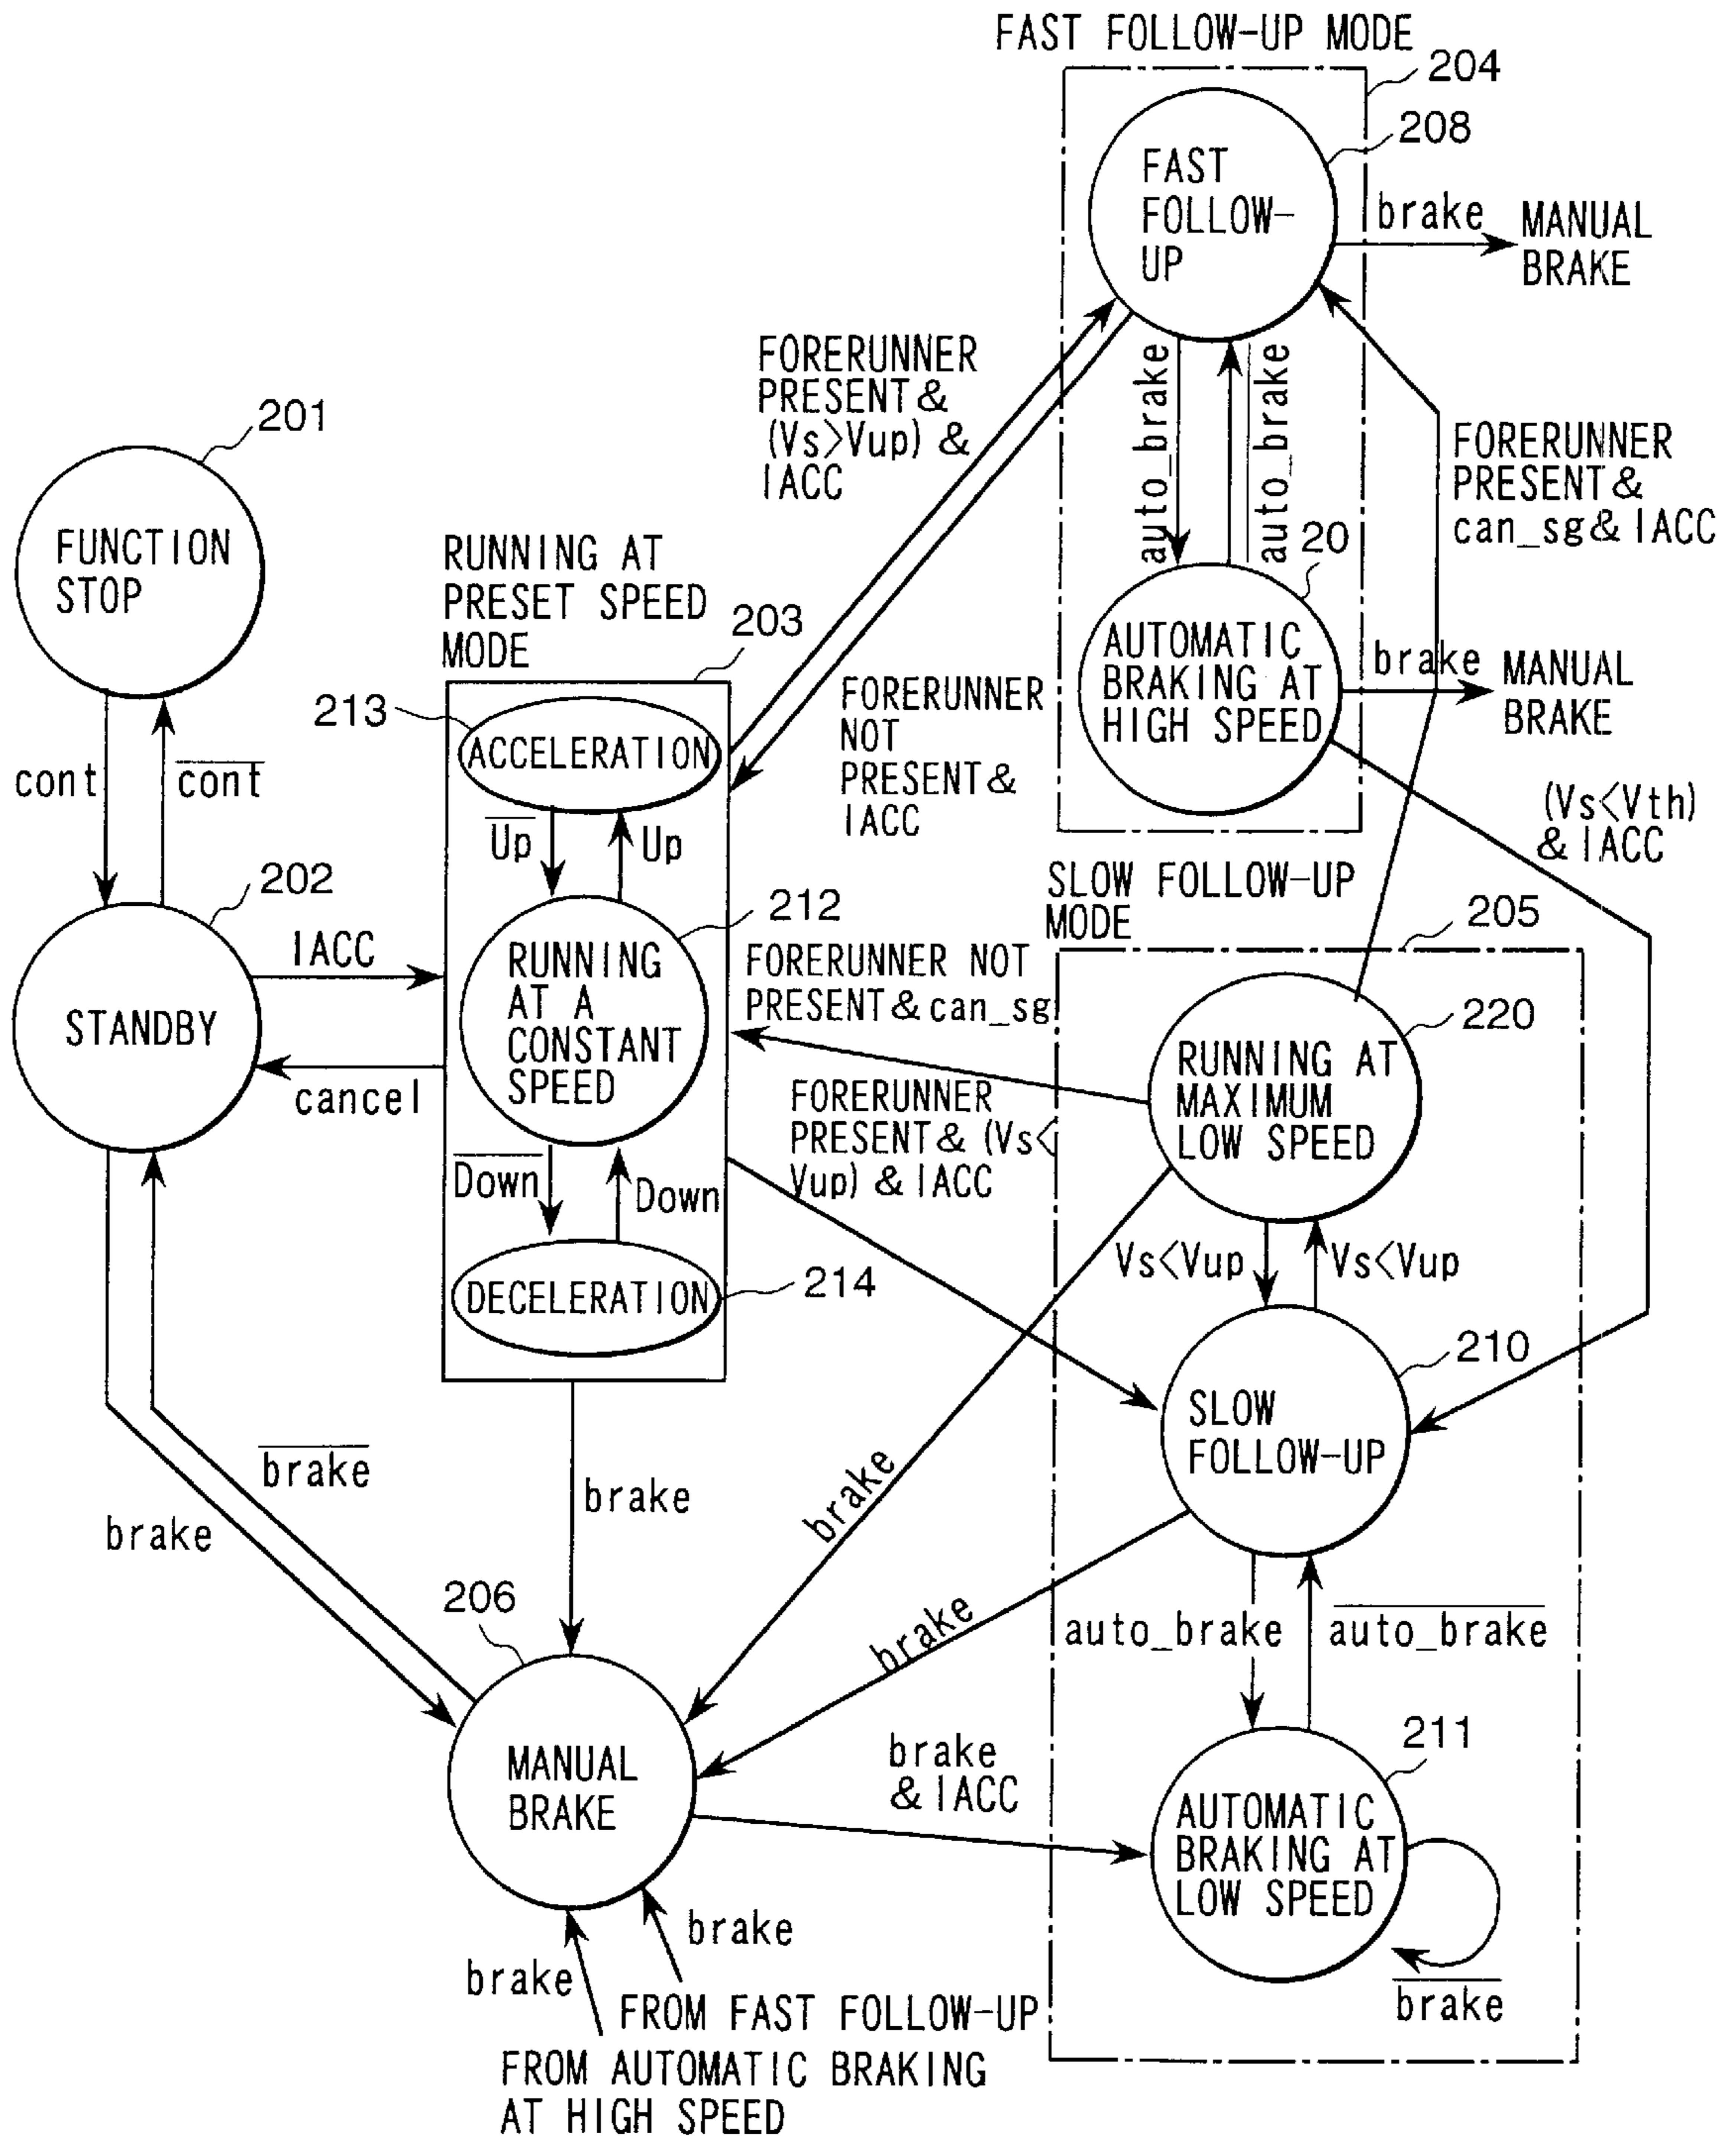 FAST FOLLOW-UP MODE
204
208
FAST
FOLLOW-
UP
brake
MANUAL
BRAKE
FORERUNNER
PRESENT &
(Vs>Vup) &
IACC
auto_brake
auto_brake
FORERUNNER
PRESENT &
can_sg & IACC
201
FUNCTION
STOP
RUNNING AT
PRESET SPEED
MODE
203
20
AUTOMATIC
BRAKING AT
HIGH SPEED
brake
MANUAL
BRAKE
213
ACCELERATION
FORERUNNER
NOT
PRESENT &
IACC
cont
cont
Up
Up
(Vs<Vth)
& IACC
202
STANDBY
IACC
cancel
212
RUNNING
AT A
CONSTANT
SPEED
SLOW FOLLOW-UP
MODE
205
FORERUNNER NOT
PRESENT & can_sg
220
RUNNING AT
MAXIMUM
LOW SPEED
FORERUNNER
PRESENT & (Vs<
Vup) & IACC
Down
Down
DECELERATION
214
Vs<Vup
Vs<Vup
210
SLOW
FOLLOW-UP
brake
brake
brake
brake
brake
auto_brake
auto_brake
206
MANUAL
BRAKE
brake
& IACC
211
AUTOMATIC
BRAKING AT
LOW SPEED
brake
brake
brake
FROM FAST FOLLOW-UP
FROM AUTOMATIC BRAKING
AT HIGH SPEED